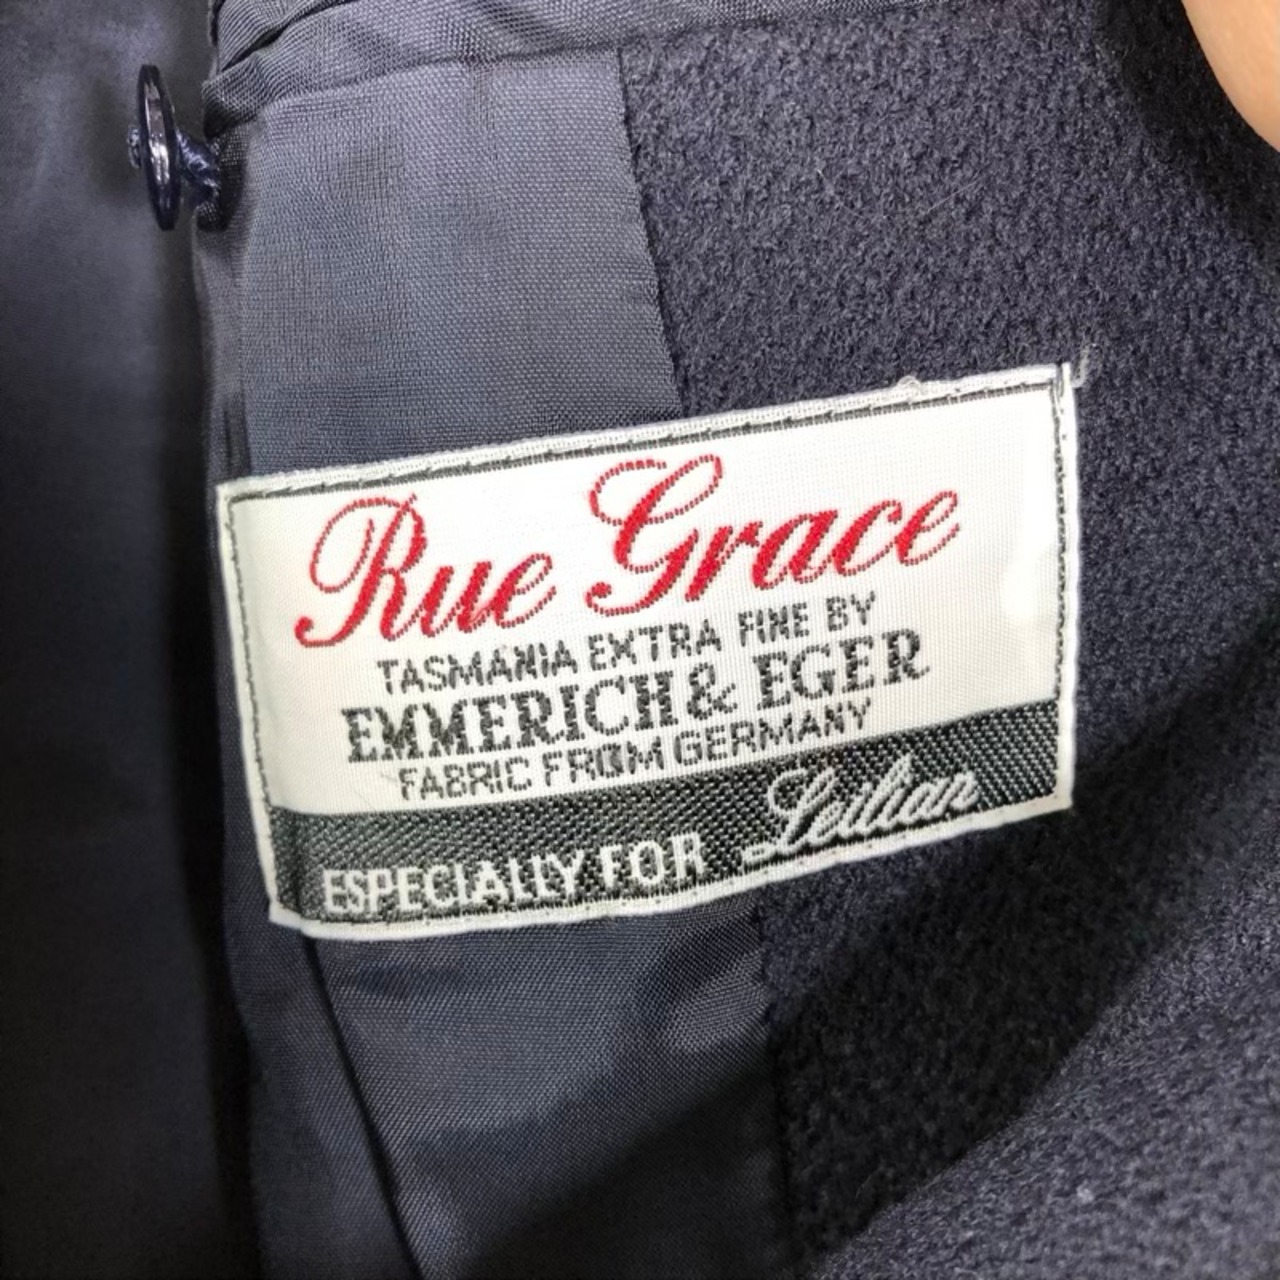 Rue Grace
TASMANIA EXTRA FINE BY
EMMERICH & EGER
FABRIC FROM GERMANY
ESPECIALLY FOR Leilian